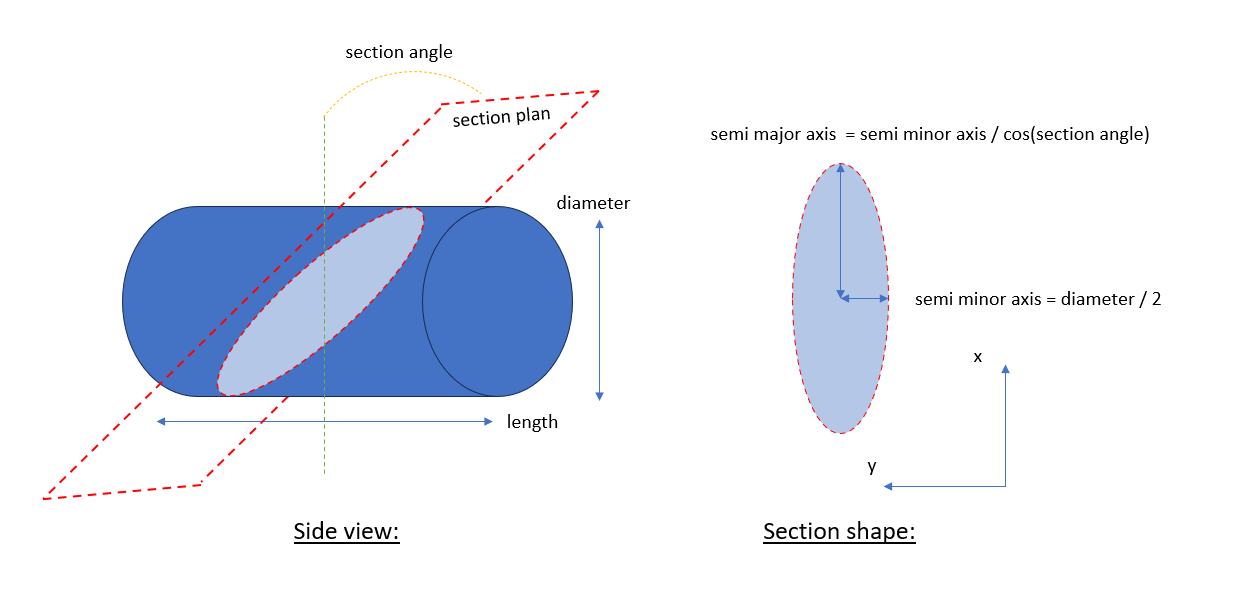 section angle
section plan
diameter
length
Side view:
semi major axis  = semi minor axis / cos(section angle)
semi minor axis = diameter / 2
x
y
Section shape: